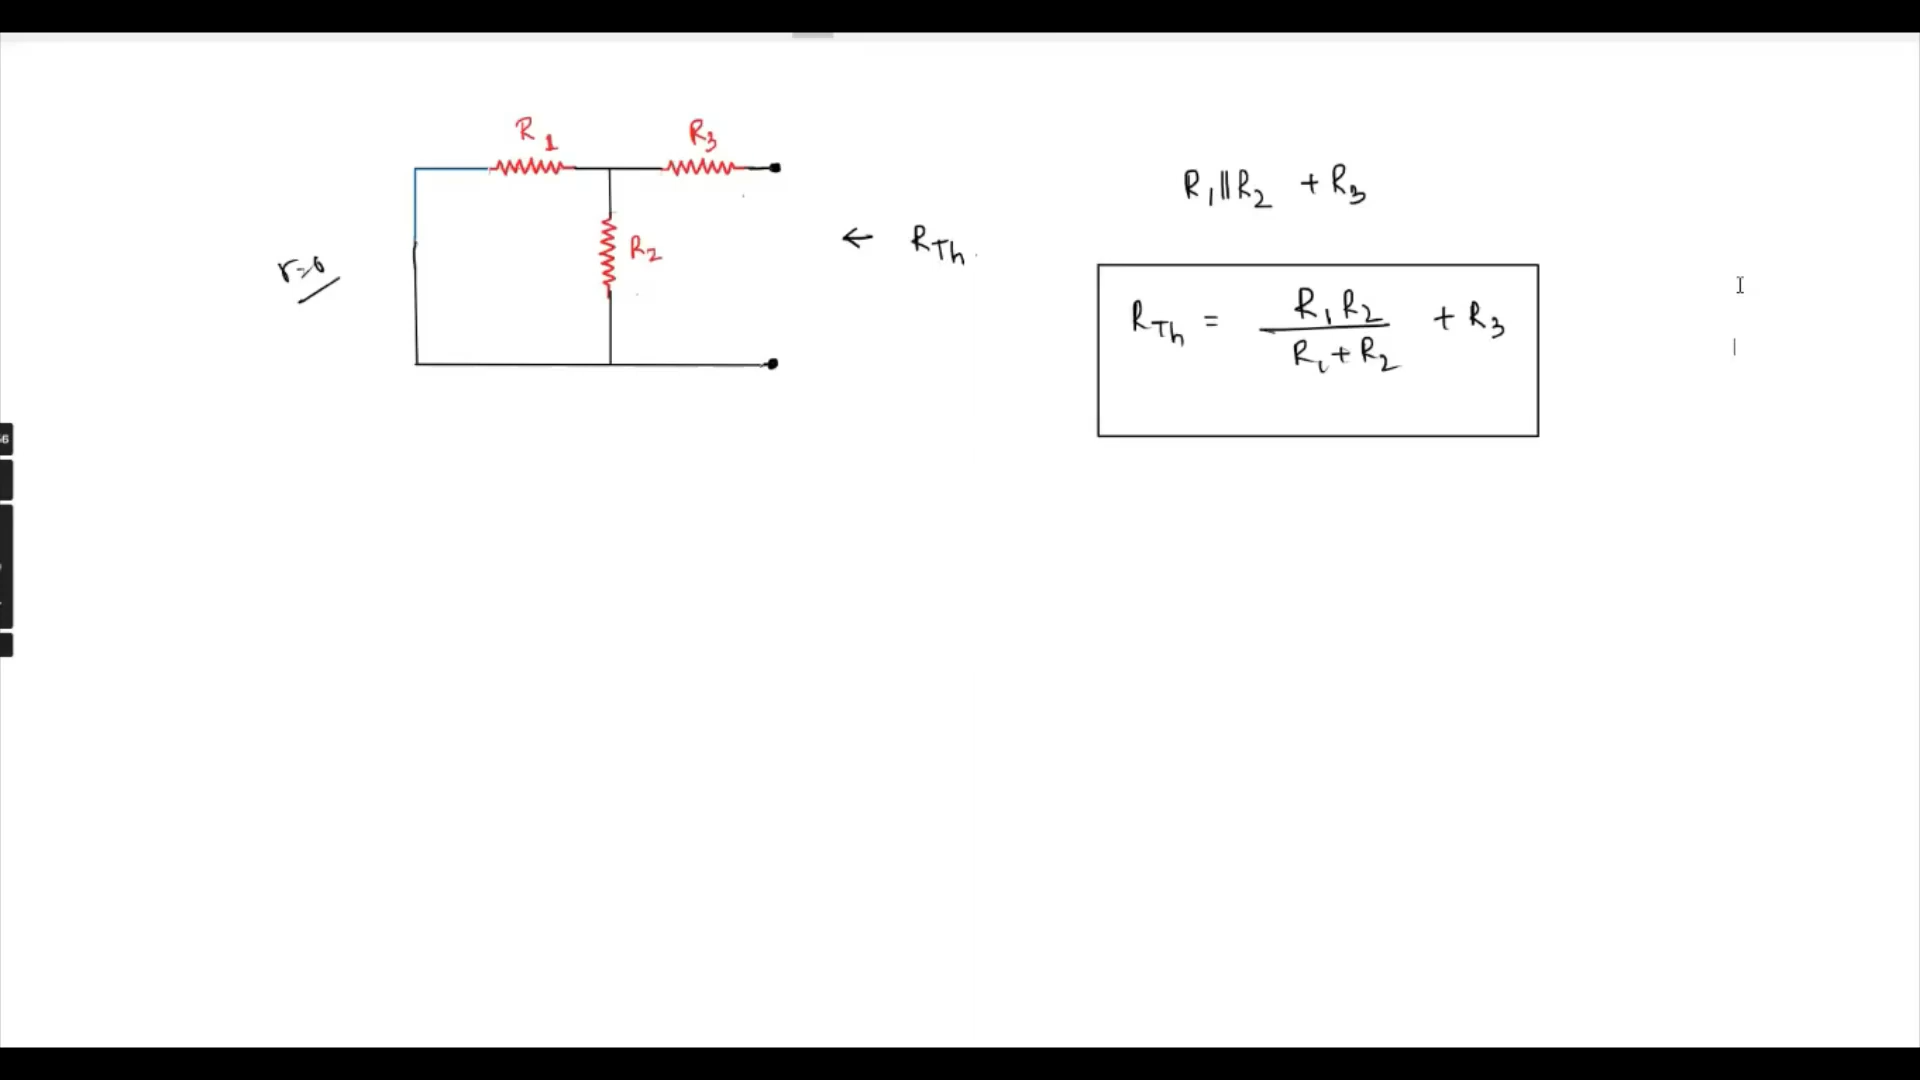 R1
R3
R1||R2 + R3
R2
← RTh
r=0
RTh = R1R2 / R1+R2 + R3